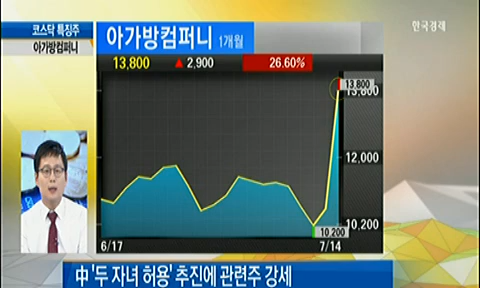 코스닥 특징주
아가방컴퍼니
아가방컴퍼니 1개월
한국경제
13,800 ▲ 2,900 26.60%
13,800
13,800
12,000
10,200
10,200
6/17 7/14
中 '두 자녀 허용' 추진에 관련주 강세